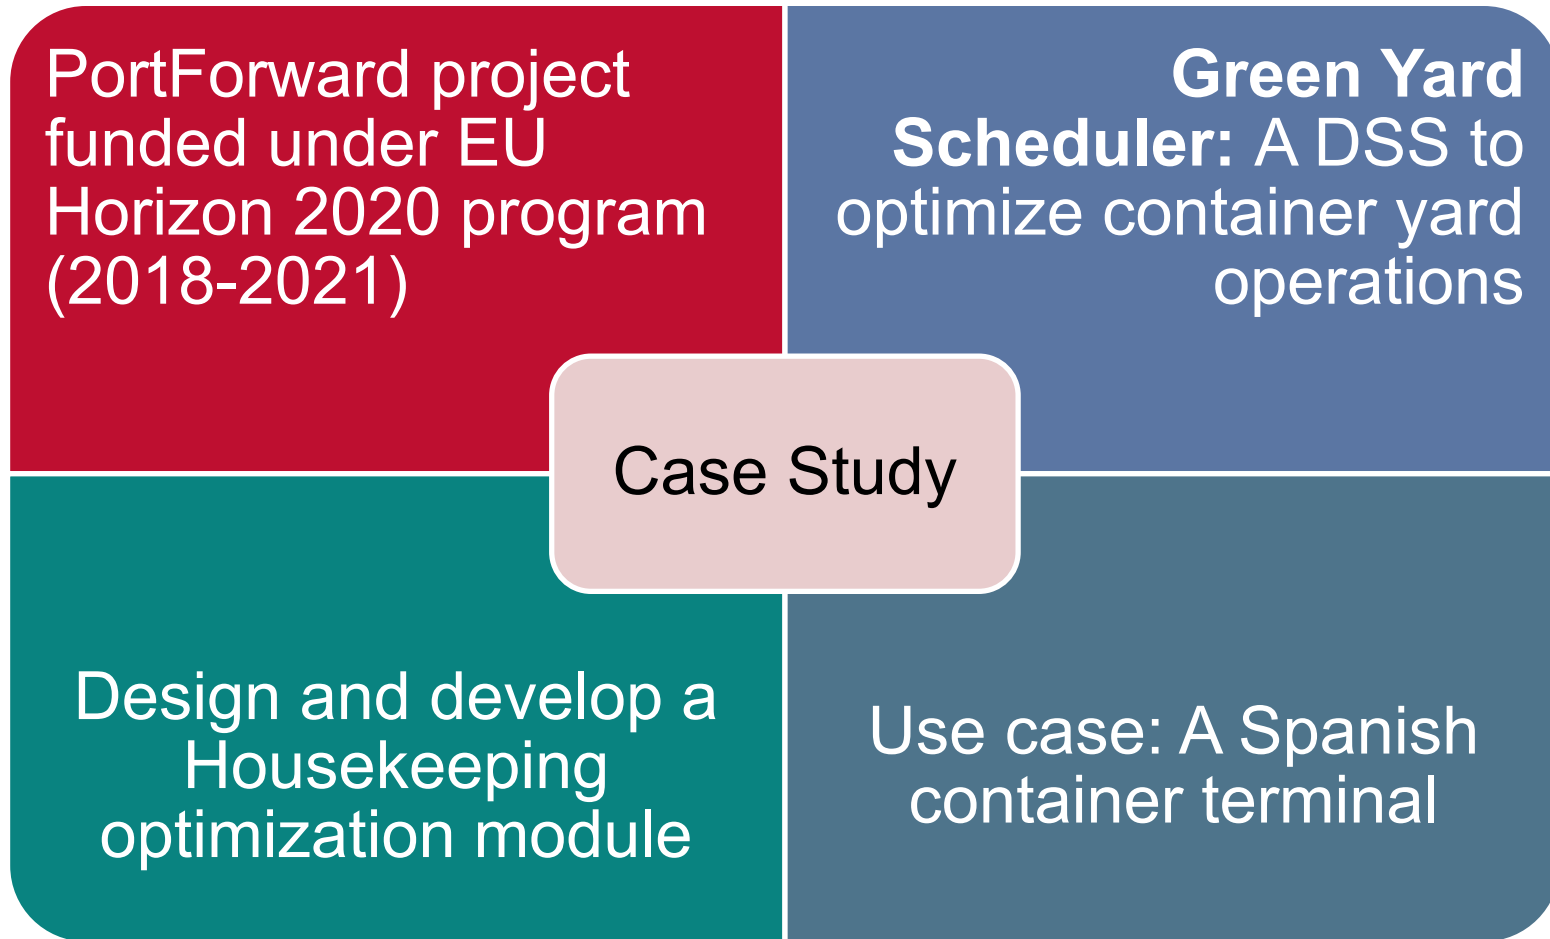 PortForward project
funded under EU
Horizon 2020 program
(2018-2021)
Green Yard
Scheduler: A DSS to
optimize container yard
operations
Case Study
Design and develop a
Housekeeping
optimization module
Use case: A Spanish
container terminal